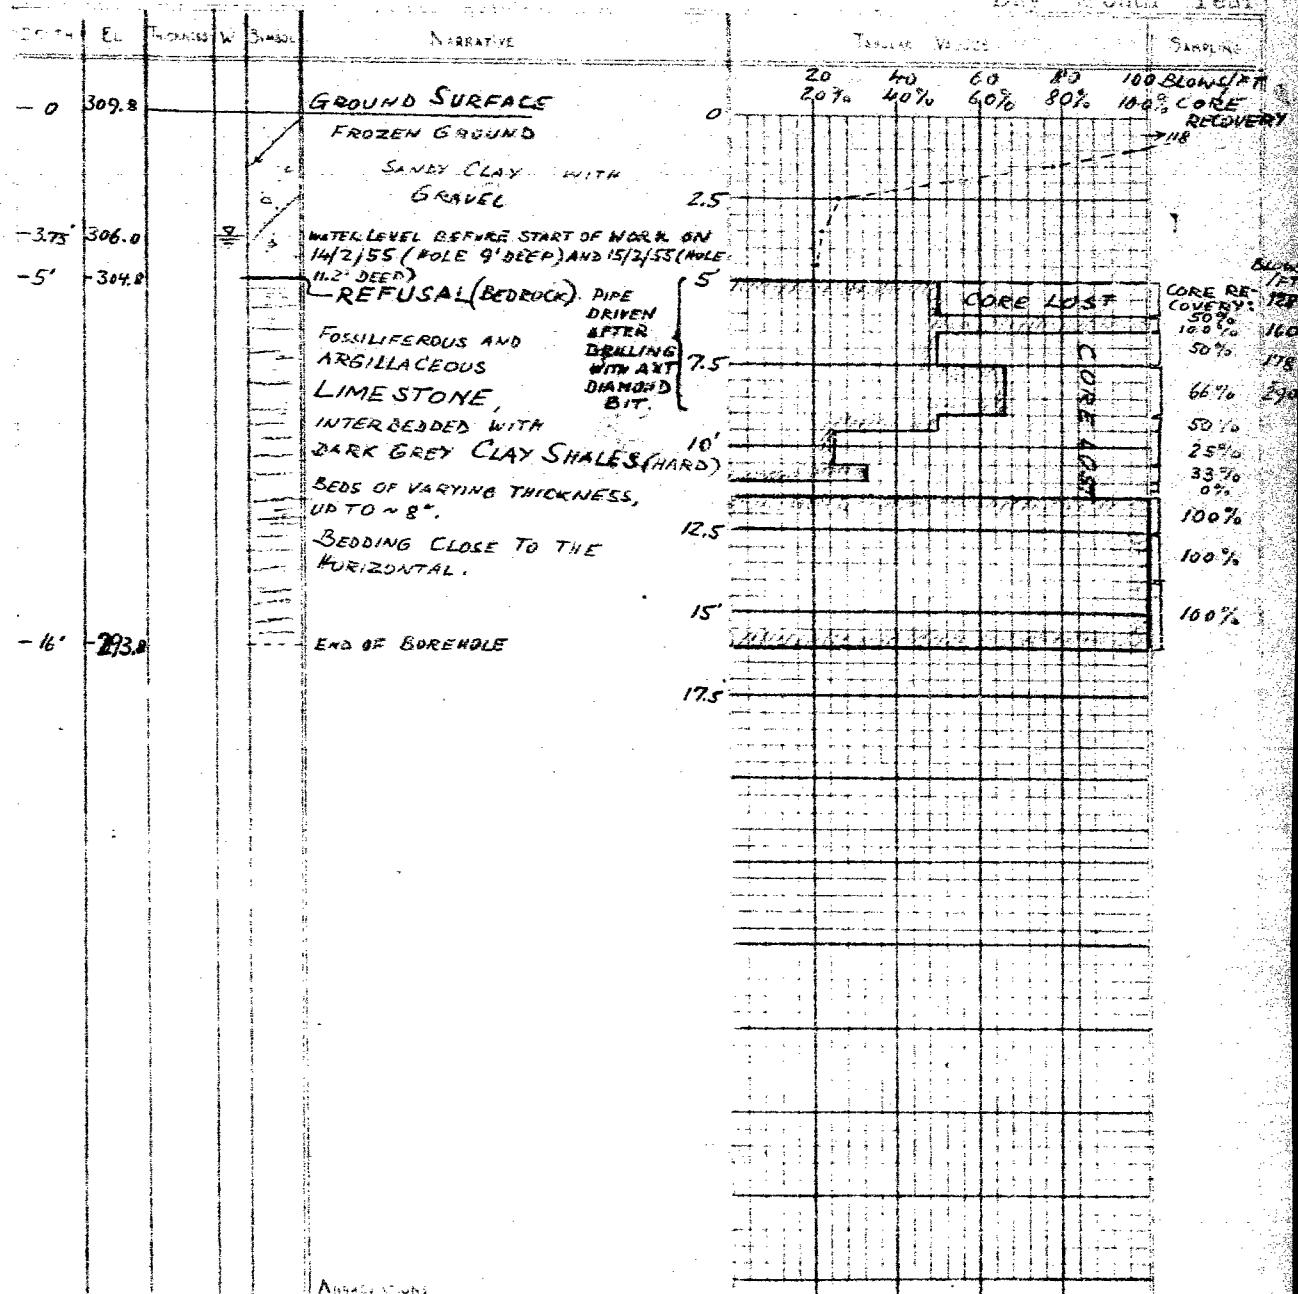 Day Month Year
DEPTH EL. THICKNESS W SYMBOL NARRATIVE TABULAR VALUES SAMPLING
20 40 60 80 100 BLOWS/FT
20% 40% 60% 80% 100% CORE RECOVERY
- 0 309.8 GROUND SURFACE 0
FROZEN GROUND
→118
SANDY CLAY WITH
GRAVEL
2.5
-3.75' 306.0 WATER LEVEL BEFORE START OF WORK ON
14/2/55 (HOLE 9' DEEP) AND 15/2/55 (HOLE
11.2' DEEP)
-5' -304.8 5'
REFUSAL (BEDROCK)
PIPE
DRIVEN
AFTER
DRILLING
WITH AXT
DIAMOND
BIT.
CORE LOST
CORE RE-
COVERY:
BLOWS
/FT
50% 128
100% 160
50% 178
66% 290
50%
25%
33%
0%
100%
100%
100%
CORE LOST
FOSSILIFEROUS AND
ARGILLACEOUS
7.5
LIMESTONE,
INTERBEDDED WITH
10'
DARK GREY CLAY SHALES (HARD)
BEDS OF VARYING THICKNESS,
UP TO ~ 8".
12.5
BEDDING CLOSE TO THE
HORIZONTAL.
15'
-16' -293.8 END OF BOREHOLE
17.5